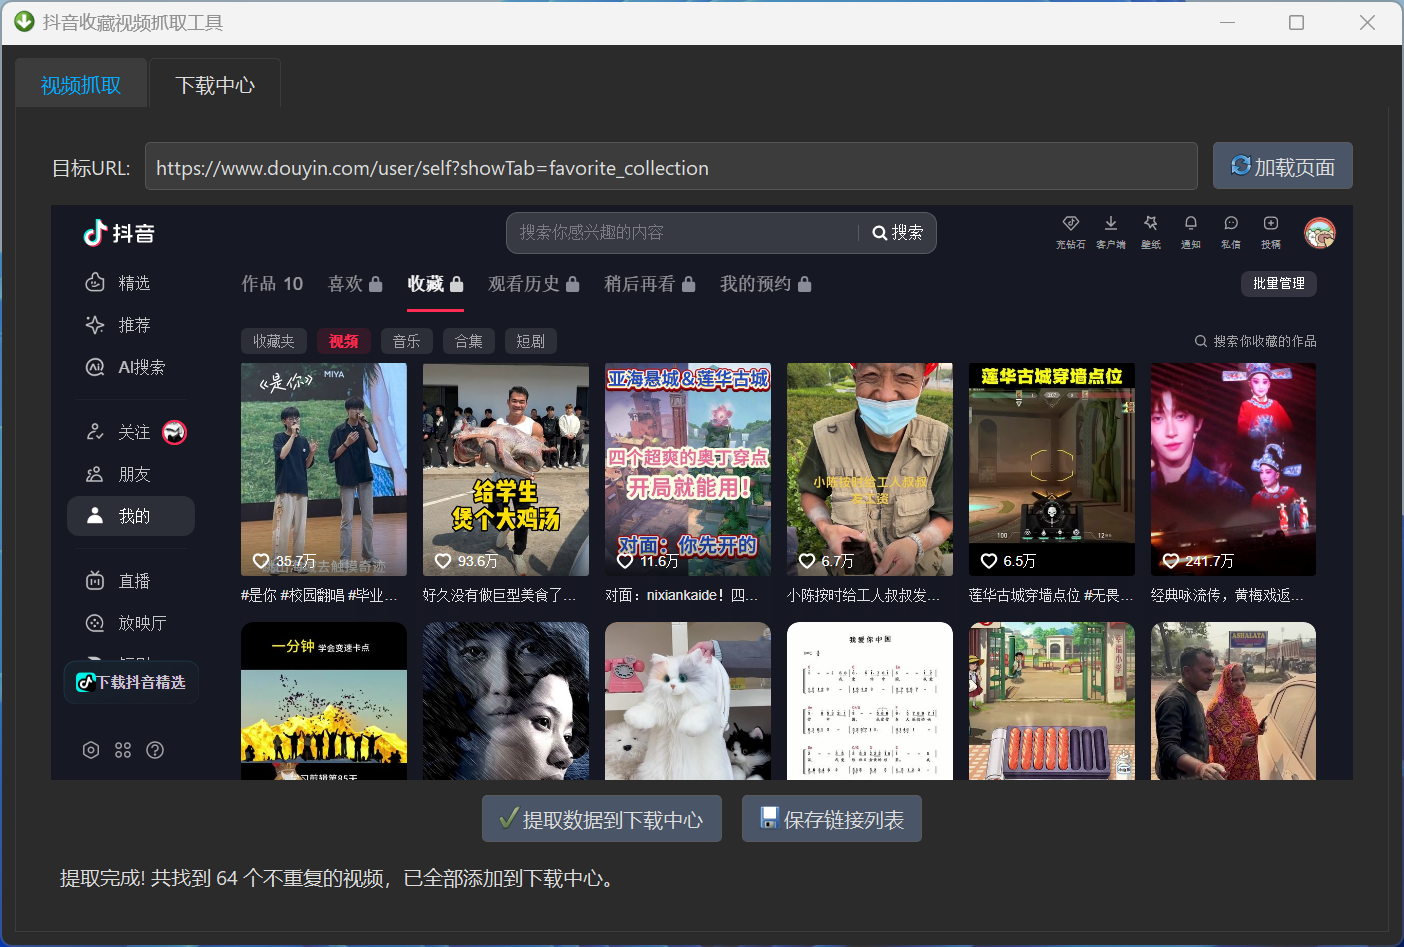 抖音收藏视频抓取工具
视频抓取
下载中心
目标URL:
https://www.douyin.com/user/self?showTab=favorite_collection
加载页面
抖音
搜索你感兴趣的内容
搜索
充钻石
客户端
壁纸
通知
私信
投稿
精选
推荐
AI搜索
关注
朋友
我的
直播
放映厅
下载抖音精选
作品 10
喜欢
收藏
观看历史
稍后再看
我的预约
批量管理
收藏夹
视频
音乐
合集
短剧
搜索你收藏的作品
《是你》 MIYA
35.7万
#是你 #校园翻唱 #毕业...
给学生
煲个大鸡汤
93.6万
好久没有做巨型美食了...
亚海悬城&莲华古城
四个超爽的奥丁穿点
开局就能用!
对面:你先开的
11.6万
对面：nixiankaide！四...
小陈按时给工人叔叔
发工资
6.7万
小陈按时给工人叔叔发...
莲华古城穿墙点位
100
12
6.5万
莲华古城穿墙点位 #无畏...
241.7万
经典咏流传，黄梅戏返...
一分钟 学会变速卡点
习剪辑第85天
我爱你中国
ASHALATA
提取数据到下载中心
保存链接列表
提取完成! 共找到 64 个不重复的视频，已全部添加到下载中心。